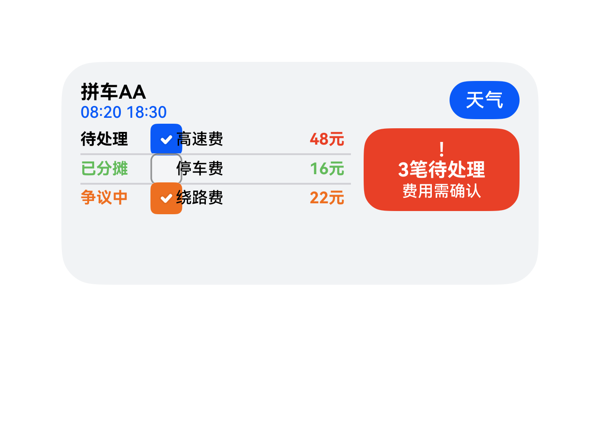 拼车AA
08:20 18:30
天气
待处理 高速费 48元
已分摊 停车费 16元
争议中 绕路费 22元
!
3笔待处理
费用需确认